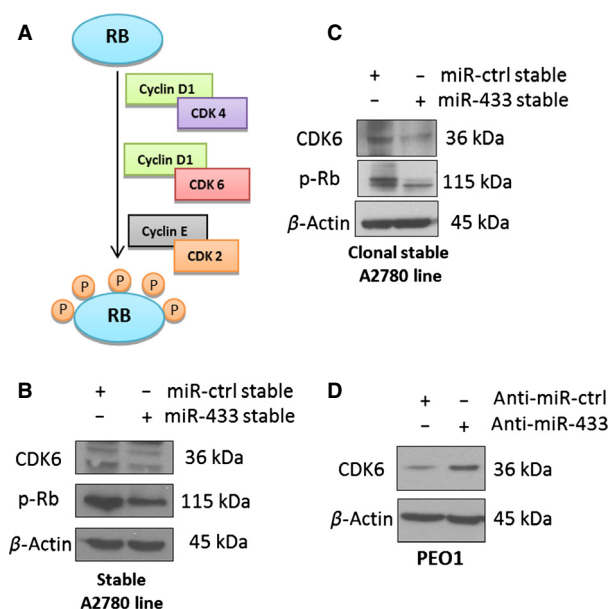 A
RB
Cyclin D1
CDK 4
Cyclin D1
CDK 6
Cyclin E
CDK 2
P P P P P
RB
B
+ – miR-ctrl stable
– + miR-433 stable
CDK6 36 kDa
p-Rb 115 kDa
β-Actin 45 kDa
Stable
A2780 line
C
+ – miR-ctrl stable
– + miR-433 stable
CDK6 36 kDa
p-Rb 115 kDa
β-Actin 45 kDa
Clonal stable
A2780 line
D
+ – Anti-miR-ctrl
– + Anti-miR-433
CDK6 36 kDa
β-Actin 45 kDa
PEO1